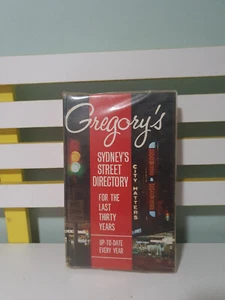 Gregory's
SYDNEY'S
STREET
DIRECTORY
FOR THE
LAST
THIRTY
YEARS
UP-TO-DATE
EVERY YEAR
CITY MATTERS